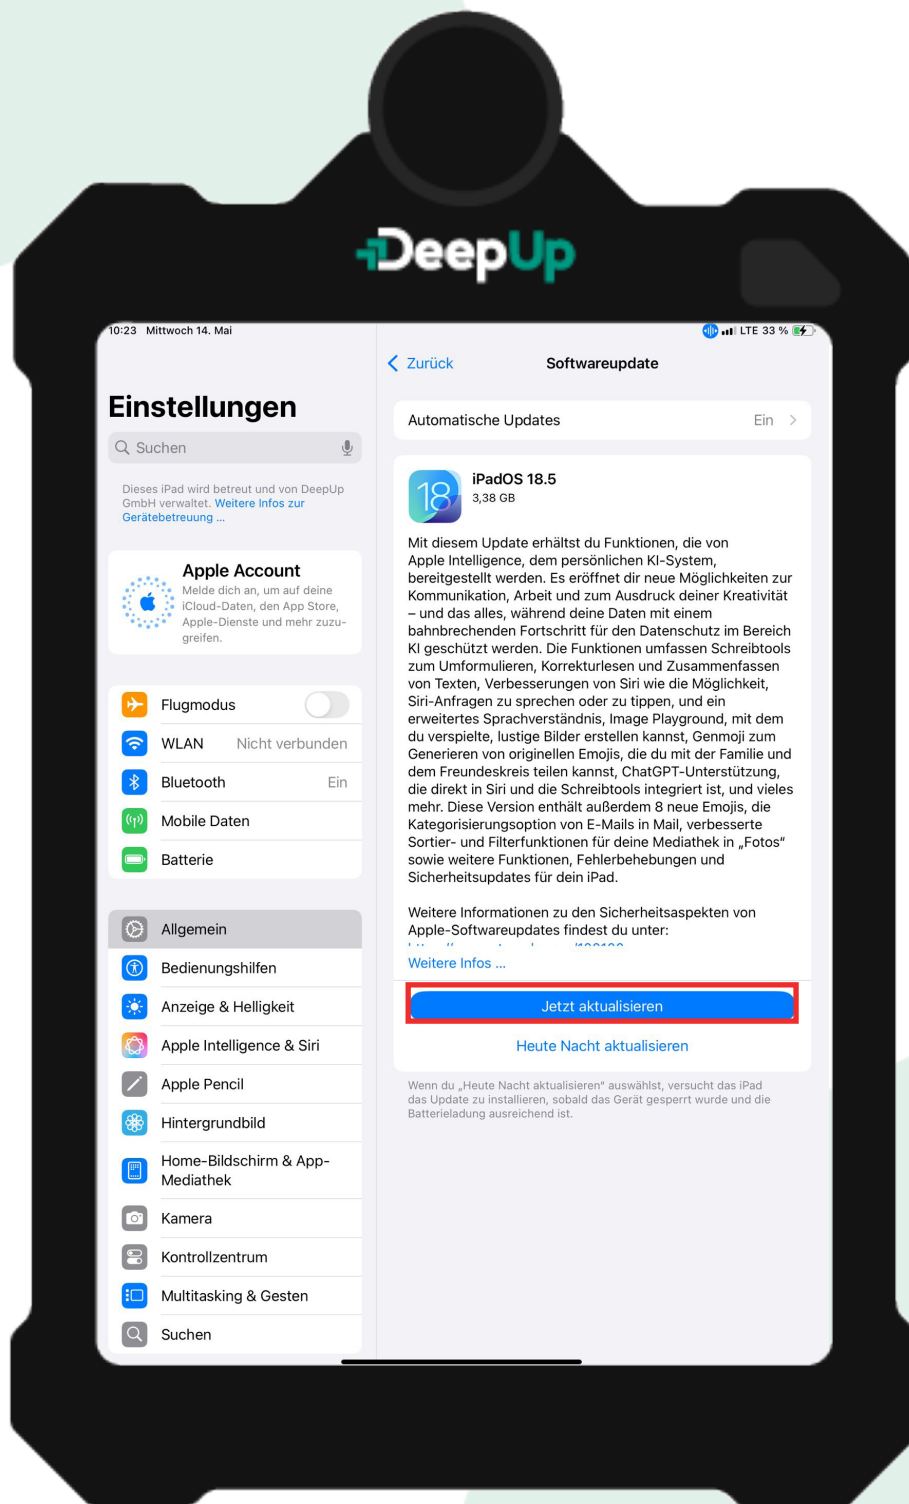 DeepUp
10:23 Mittwoch 14. Mai
LTE 33 %
Einstellungen
Suchen
Dieses iPad wird betreut und von DeepUp
GmbH verwaltet. Weitere Infos zur
Gerätebetreuung ...
Apple Account
Melde dich an, um auf deine
iCloud-Daten, den App Store,
Apple-Dienste und mehr zuzu-
greifen.
Flugmodus
WLAN Nicht verbunden
Bluetooth Ein
Mobile Daten
Batterie
Allgemein
Bedienungshilfen
Anzeige & Helligkeit
Apple Intelligence & Siri
Apple Pencil
Hintergrundbild
Home-Bildschirm & App-
Mediathek
Kamera
Kontrollzentrum
Multitasking & Gesten
Suchen
Zurück
Softwareupdate
Automatische Updates Ein
18
iPadOS 18.5
3,38 GB
Mit diesem Update erhältst du Funktionen, die von
Apple Intelligence, dem persönlichen KI-System,
bereitgestellt werden. Es eröffnet dir neue Möglichkeiten zur
Kommunikation, Arbeit und zum Ausdruck deiner Kreativität
– und das alles, während deine Daten mit einem
bahnbrechenden Fortschritt für den Datenschutz im Bereich
KI geschützt werden. Die Funktionen umfassen Schreibtools
zum Umformulieren, Korrekturlesen und Zusammenfassen
von Texten, Verbesserungen von Siri wie die Möglichkeit,
Siri-Anfragen zu sprechen oder zu tippen, und ein
erweitertes Sprachverständnis, Image Playground, mit dem
du verspielte, lustige Bilder erstellen kannst, Genmoji zum
Generieren von originellen Emojis, die du mit der Familie und
dem Freundeskreis teilen kannst, ChatGPT-Unterstützung,
die direkt in Siri und die Schreibtools integriert ist, und vieles
mehr. Diese Version enthält außerdem 8 neue Emojis, die
Kategorisierungsoption von E-Mails in Mail, verbesserte
Sortier- und Filterfunktionen für deine Mediathek in „Fotos“
sowie weitere Funktionen, Fehlerbehebungen und
Sicherheitsupdates für dein iPad.
Weitere Informationen zu den Sicherheitsaspekten von
Apple-Softwareupdates findest du unter:
Weitere Infos ...
Jetzt aktualisieren
Heute Nacht aktualisieren
Wenn du „Heute Nacht aktualisieren“ auswählst, versucht das iPad
das Update zu installieren, sobald das Gerät gesperrt wurde und die
Batterieladung ausreichend ist.